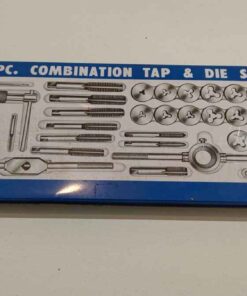 PC. COMBINATION TAP & DIE S